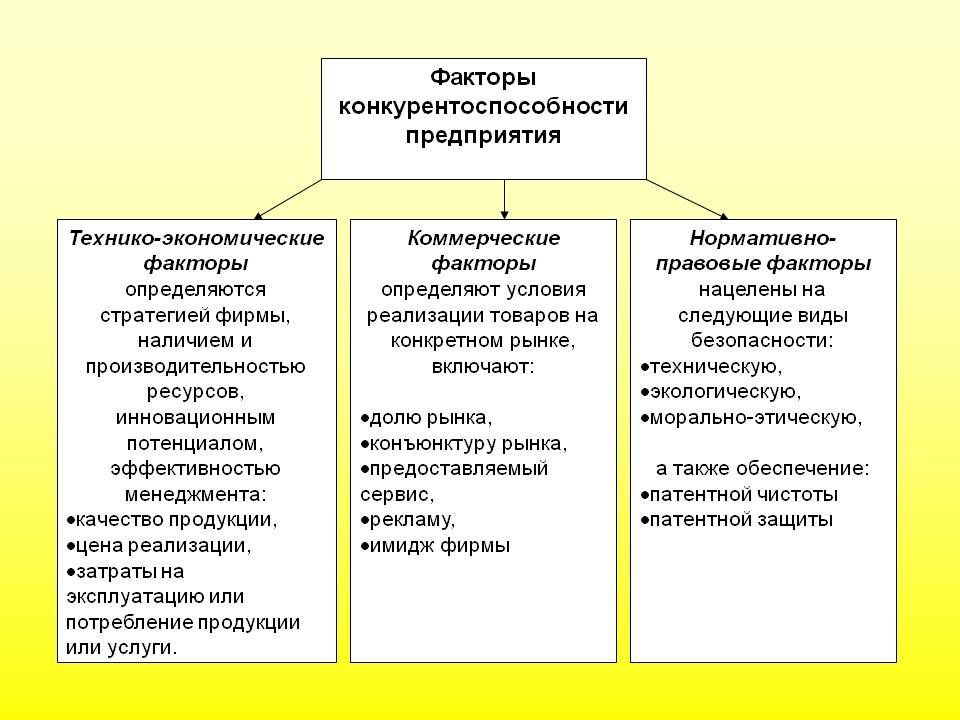 Факторы
конкурентоспособности
предприятия
Технико-экономические
факторы
определяются
стратегией фирмы,
наличием и
производительностью
ресурсов,
инновационным
потенциалом,
эффективностью
менеджмента:
•качество продукции,
•цена реализации,
•затраты на
эксплуатацию или
потребление продукции
или услуги.
Коммерческие
факторы
определяют условия
реализации товаров на
конкретном рынке,
включают:
•долю рынка,
•конъюнктуру рынка,
•предоставляемый
сервис,
•рекламу,
•имидж фирмы
Нормативно-
правовые факторы
нацелены на
следующие виды
безопасности:
•техническую,
•экологическую,
•морально-этическую,
а также обеспечение:
•патентной чистоты
•патентной защиты